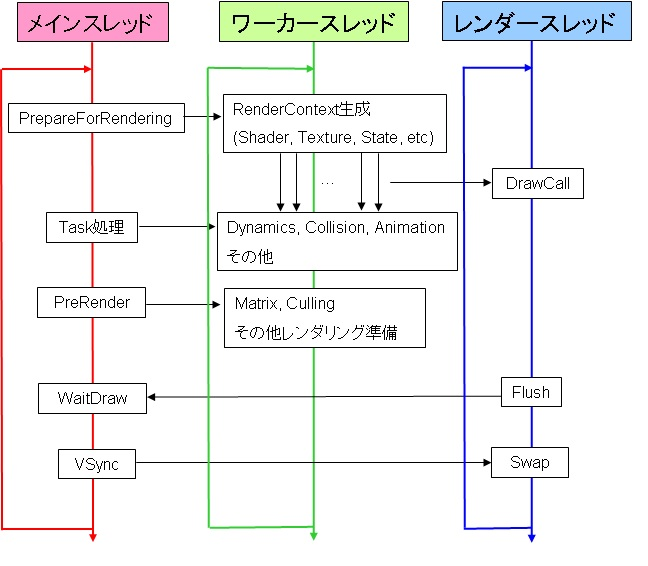 メインスレッド
ワーカースレッド
レンダースレッド
PrepareForRendering
RenderContext生成
(Shader, Texture, State, etc)
...
DrawCall
Task処理
Dynamics, Collision, Animation
その他
PreRender
Matrix, Culling
その他レンダリング準備
WaitDraw
Flush
VSync
Swap